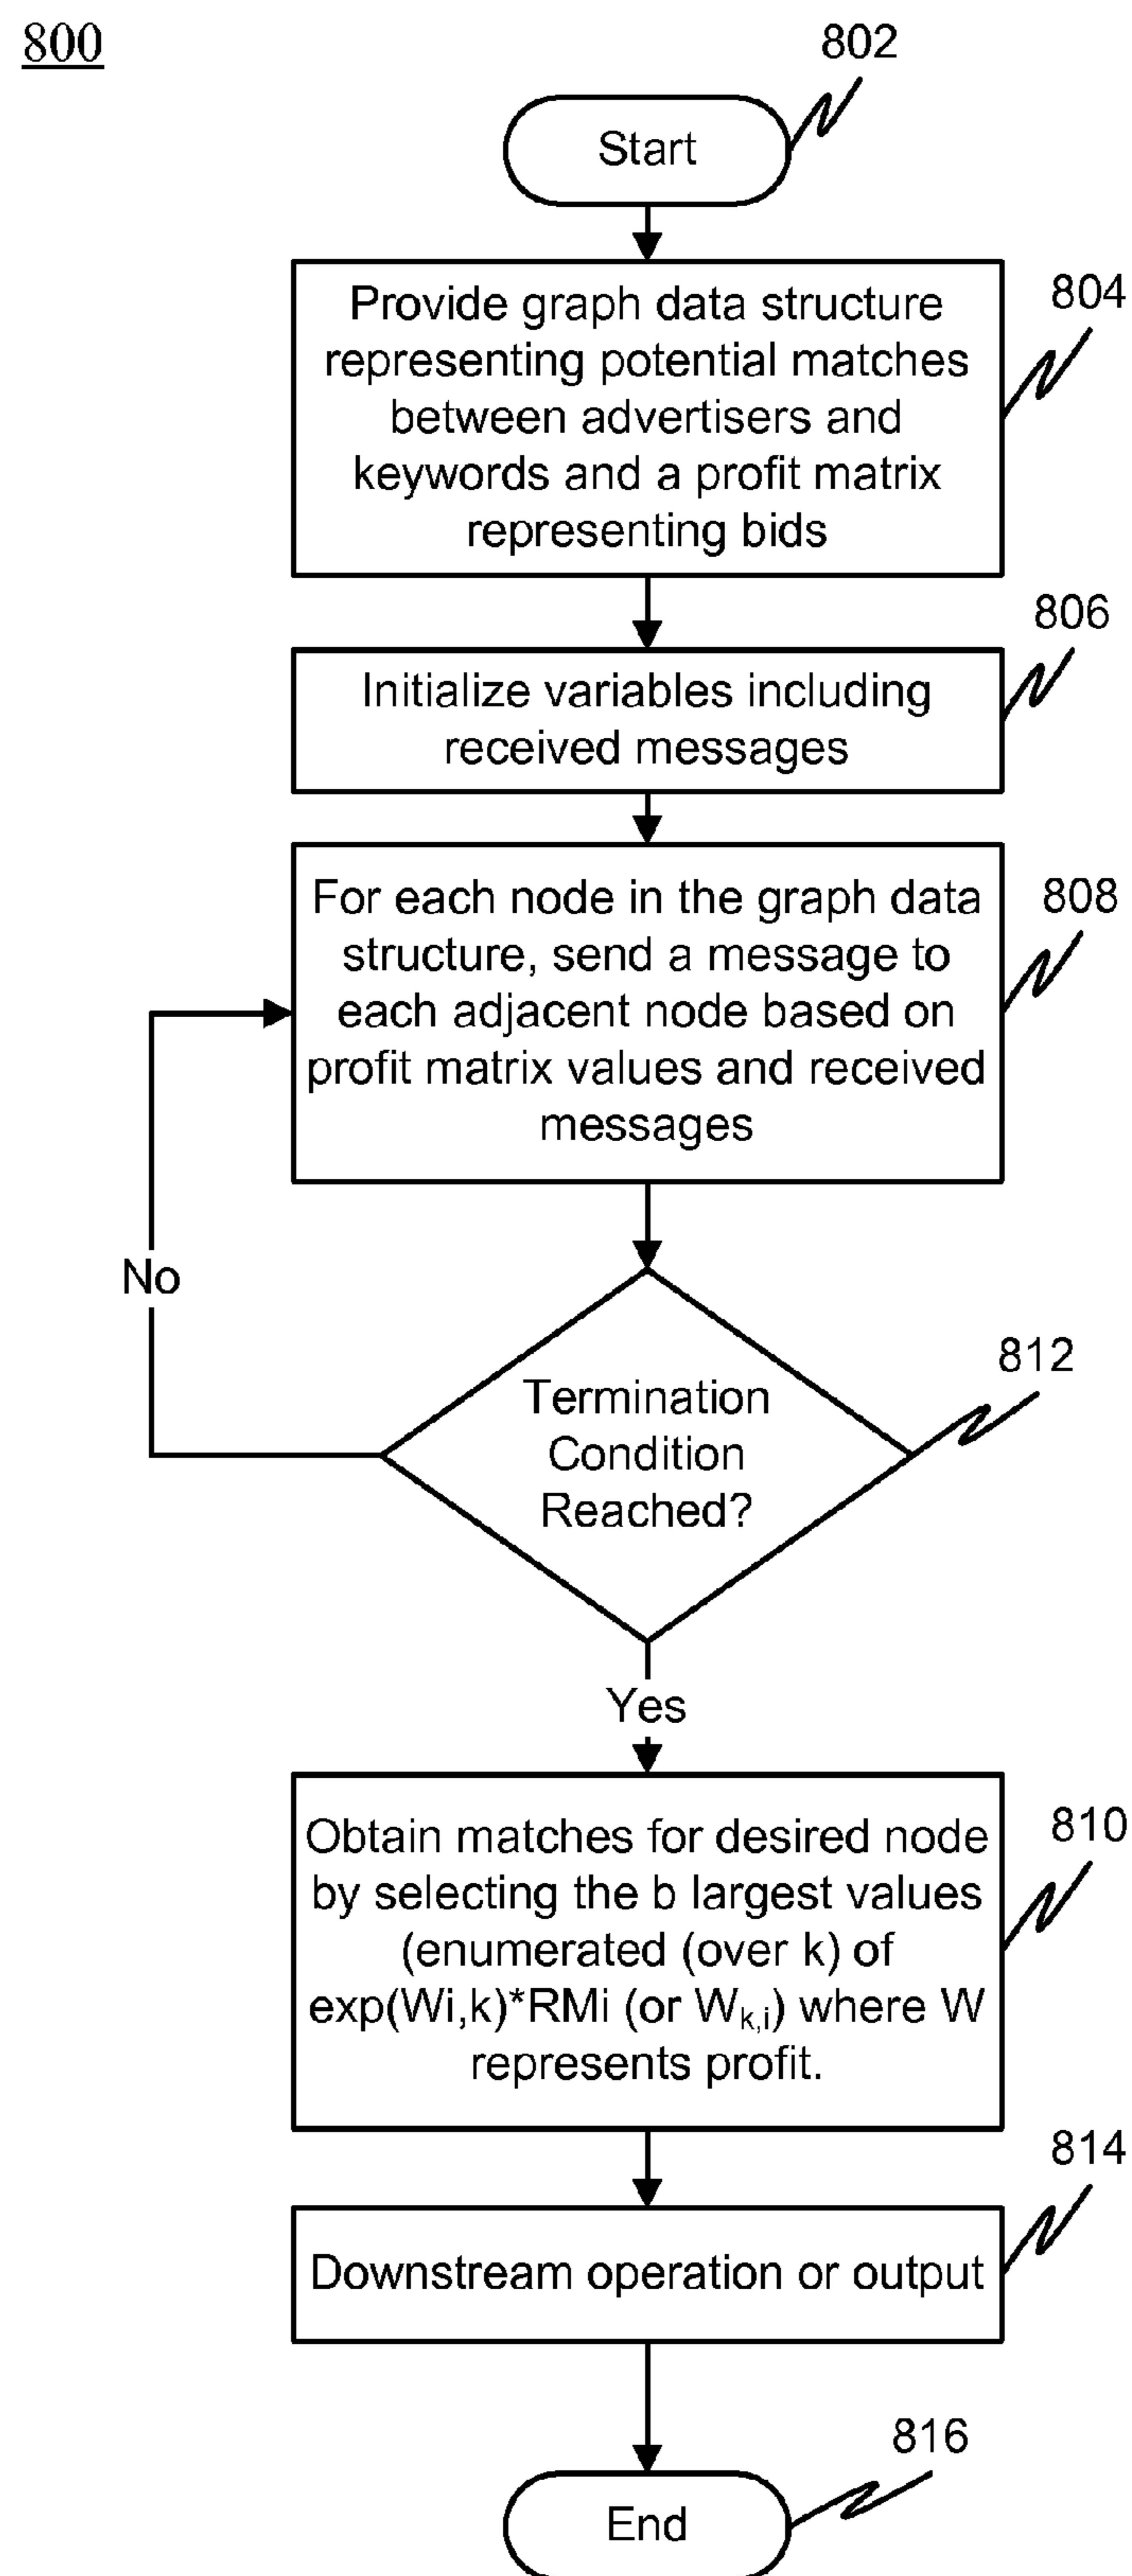 800
802
Start
804
Provide graph data structure
representing potential matches
between advertisers and
keywords and a profit matrix
representing bids
806
Initialize variables including
received messages
808
For each node in the graph data
structure, send a message to
each adjacent node based on
profit matrix values and received
messages
No
812
Termination
Condition
Reached?
Yes
810
Obtain matches for desired node
by selecting the b largest values
(enumerated (over k) of
exp(Wi,k)*RMi (or Wk,i) where W
represents profit.
814
Downstream operation or output
816
End